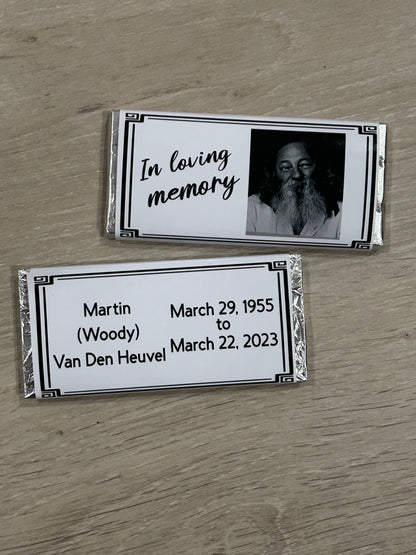 In loving
memory
Martin
(Woody)
Van Den Heuvel
March 29, 1955
to
March 22, 2023